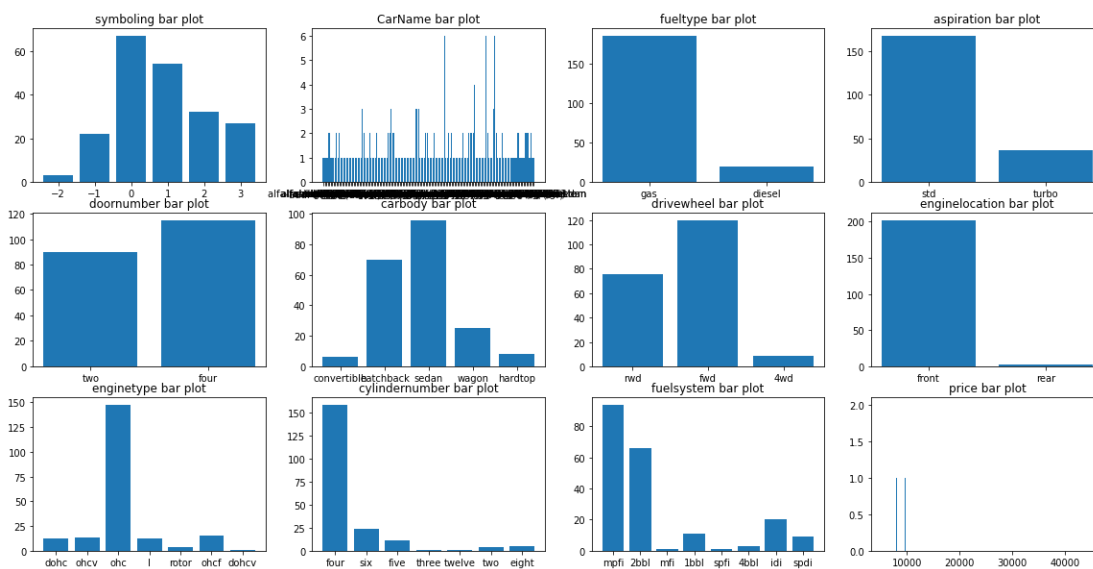 symboling bar plot
CarName bar plot
fueltype bar plot
aspiration bar plot
60
40
20
0
−2 −1 0 1 2 3
6
5
4
3
2
1
0
150
100
50
0
gas diesel
150
100
50
0
std turbo
doornumber bar plot
carbody bar plot
drivewheel bar plot
enginelocation bar plot
120
100
80
60
40
20
0
two four
100
80
60
40
20
0
convertible hatchback sedan wagon hardtop
120
100
80
60
40
20
0
rwd fwd 4wd
200
150
100
50
0
front rear
enginetype bar plot
cylindernumber bar plot
fuelsystem bar plot
price bar plot
150
125
100
75
50
25
0
dohc ohcv ohc l rotor ohcf dohcv
150
125
100
75
50
25
0
four six five three twelve two eight
80
60
40
20
0
mpfi 2bbl mfi 1bbl spfi 4bbl idi spdi
2.0
1.5
1.0
0.5
0.0
10000 20000 30000 40000